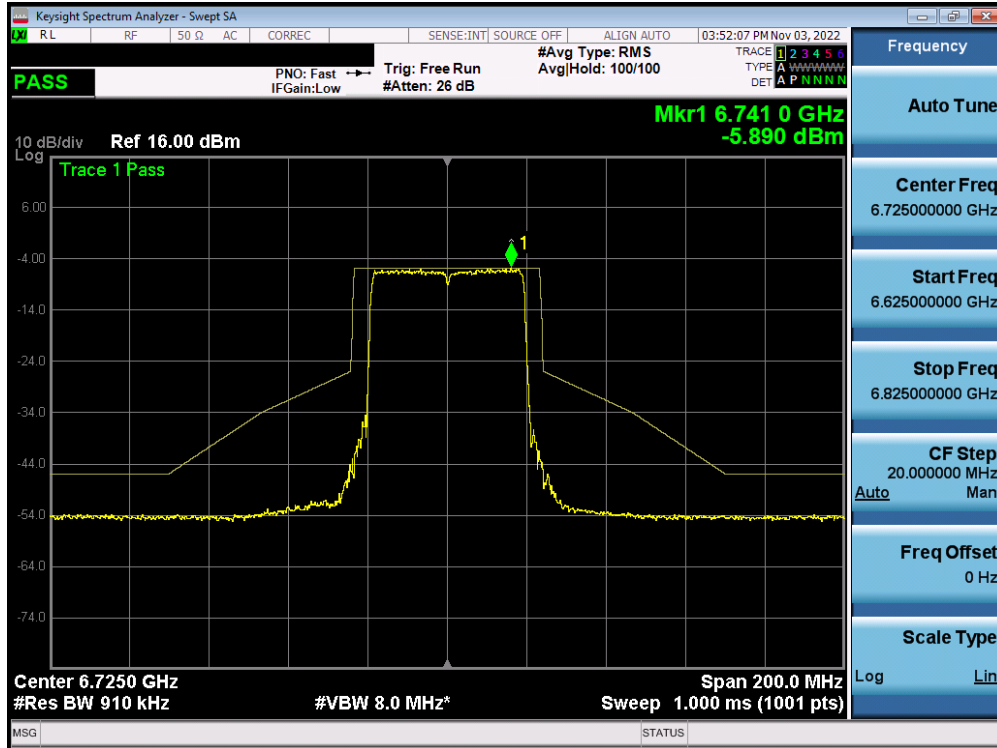 Keysight Spectrum Analyzer - Swept SA
LXI RL RF 50 Ω AC CORREC SENSE:INT SOURCE OFF ALIGN AUTO 03:52:07 PM Nov 03, 2022
PASS
PNO: Fast
IFGain:Low
Trig: Free Run
#Atten: 26 dB
#Avg Type: RMS
Avg|Hold: 100/100
TRACE 1 2 3 4 5 6
TYPE A WWWWW
DET A P N N N N
Mkr1 6.741 0 GHz
-5.890 dBm
10 dB/div Ref 16.00 dBm
Log
Trace 1 Pass
1
6.00
-4.00
-14.0
-24.0
-34.0
-44.0
-54.0
-64.0
-74.0
Center 6.7250 GHz Span 200.0 MHz
#Res BW 910 kHz #VBW 8.0 MHz* Sweep 1.000 ms (1001 pts)
MSG STATUS
Frequency
Auto Tune
Center Freq
6.725000000 GHz
Start Freq
6.625000000 GHz
Stop Freq
6.825000000 GHz
CF Step
20.000000 MHz
Auto Man
Freq Offset
0 Hz
Scale Type
Log Lin